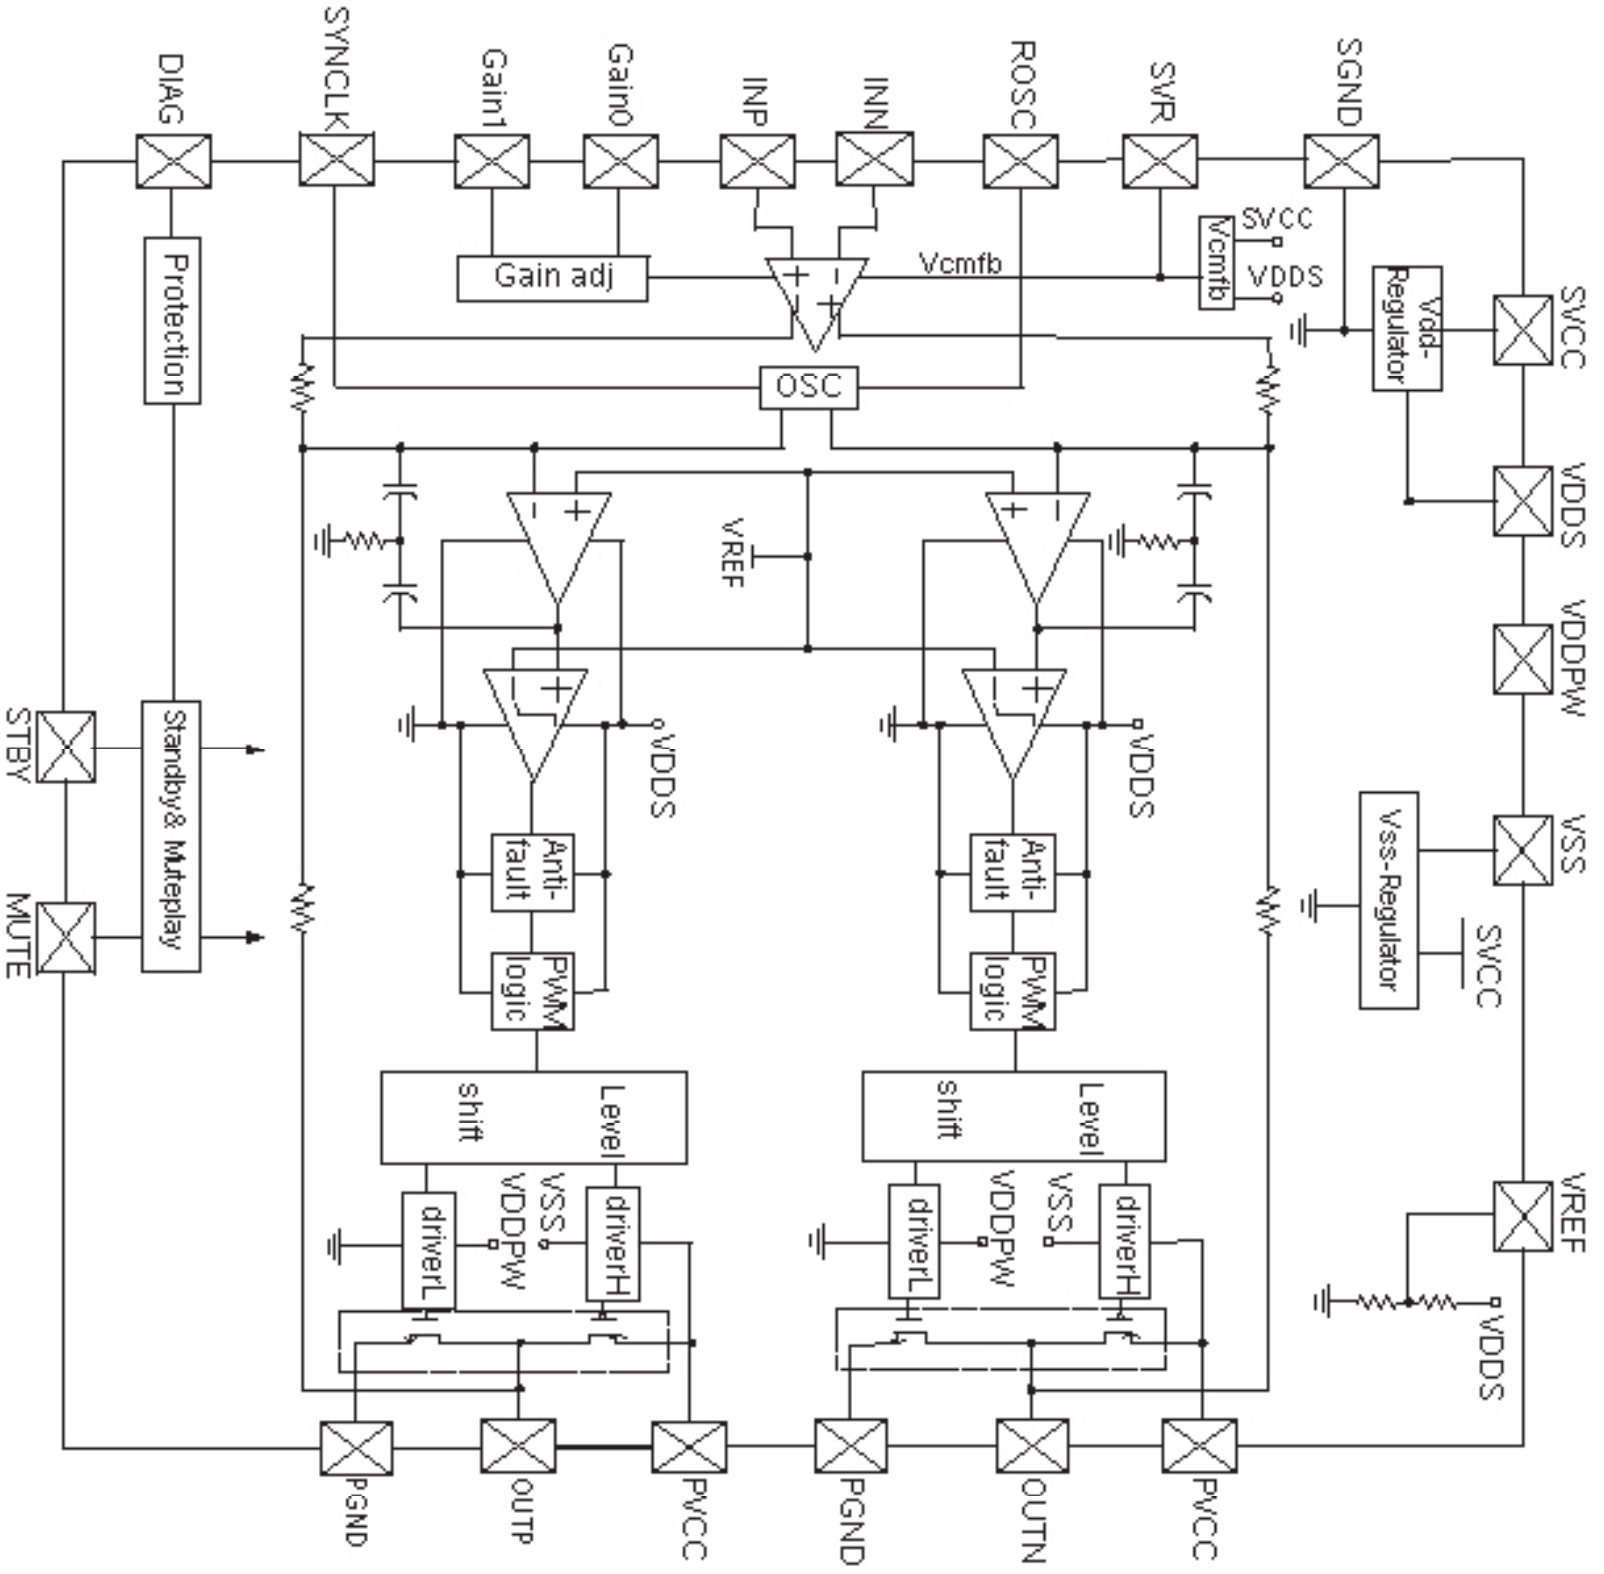 SVCC
VDDS
VDDPW
VSS
VREF
SGND
Vdd-
Regulator
Vss-Regulator
SVCC
VDDS
SVR
SVCC
VDDS
Vcmfb
Vcmfb
ROSC
INN
INP
Gain0
Gain1
Gain adj
OSC
SYNCLK
DIAG
Protection
+
-
-
+
+
-
+
-
VREF
+
-
VDDS
Anti-
fault
PWM
logic
Level
shift
driverH
VSS
VDDPW
driverL
PVCC
OUTN
PGND
+
-
VDDS
Anti-
fault
PWM
logic
Level
shift
driverH
VSS
VDDPW
driverL
PVCC
OUTP
PGND
Standby& Muteplay
STBY
MUTE